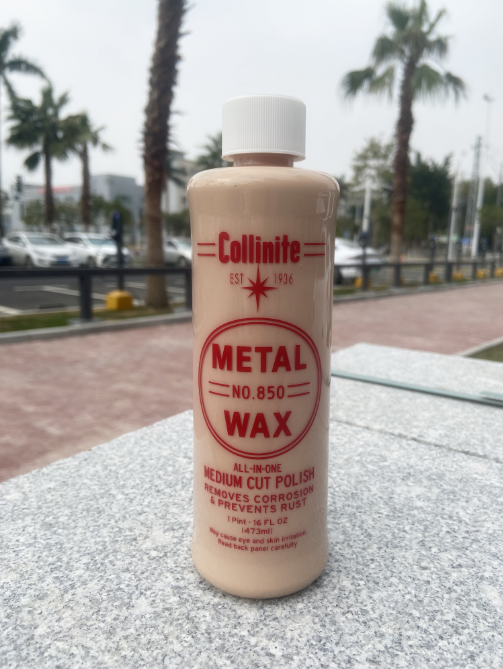 Collinite
EST 1936
METAL
NO.850
WAX
ALL-IN-ONE
MEDIUM CUT POLISH
REMOVES CORROSION
& PREVENTS RUST
1 Pint - 16 FL OZ
(473ml)
May cause eye and skin irritation
Read back panel carefully